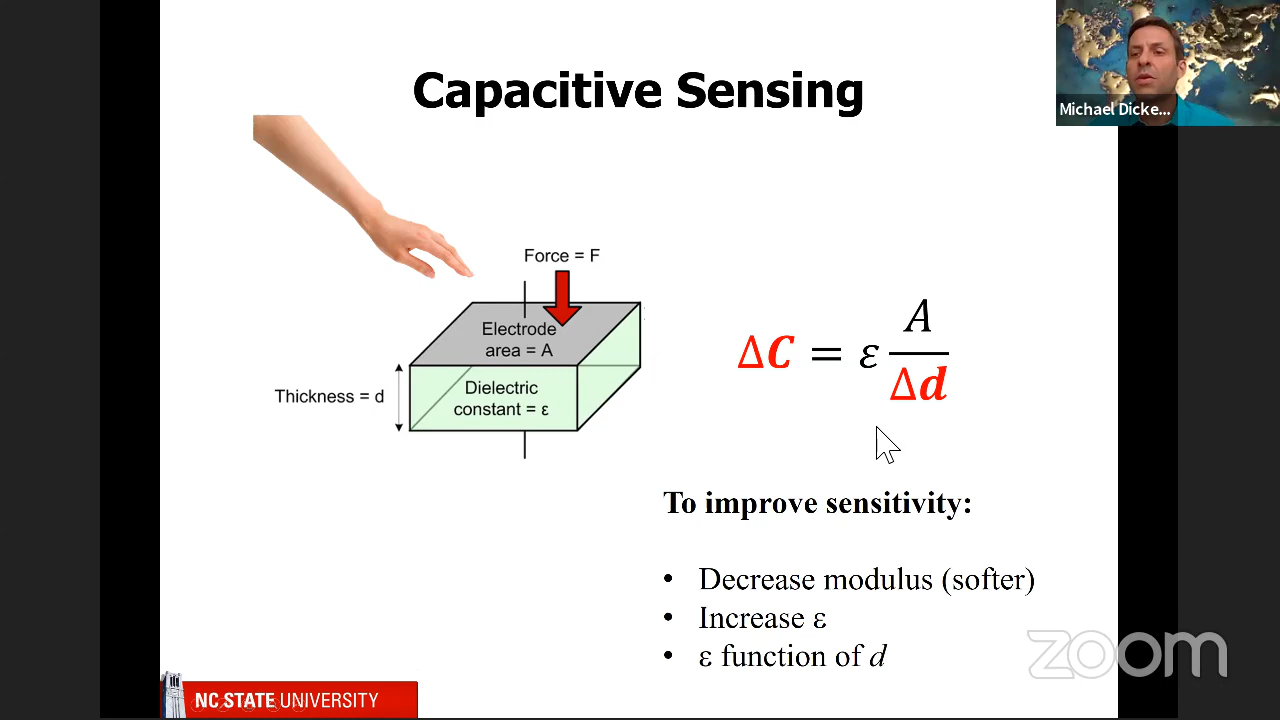 Capacitive Sensing
Michael Dicke...
Force = F
Electrode
area = A
Thickness = d
Dielectric
constant = ε
ΔC = ε A/Δd
To improve sensitivity:
• Decrease modulus (softer)
• Increase ε
• ε function of d
zoom
NC STATE UNIVERSITY